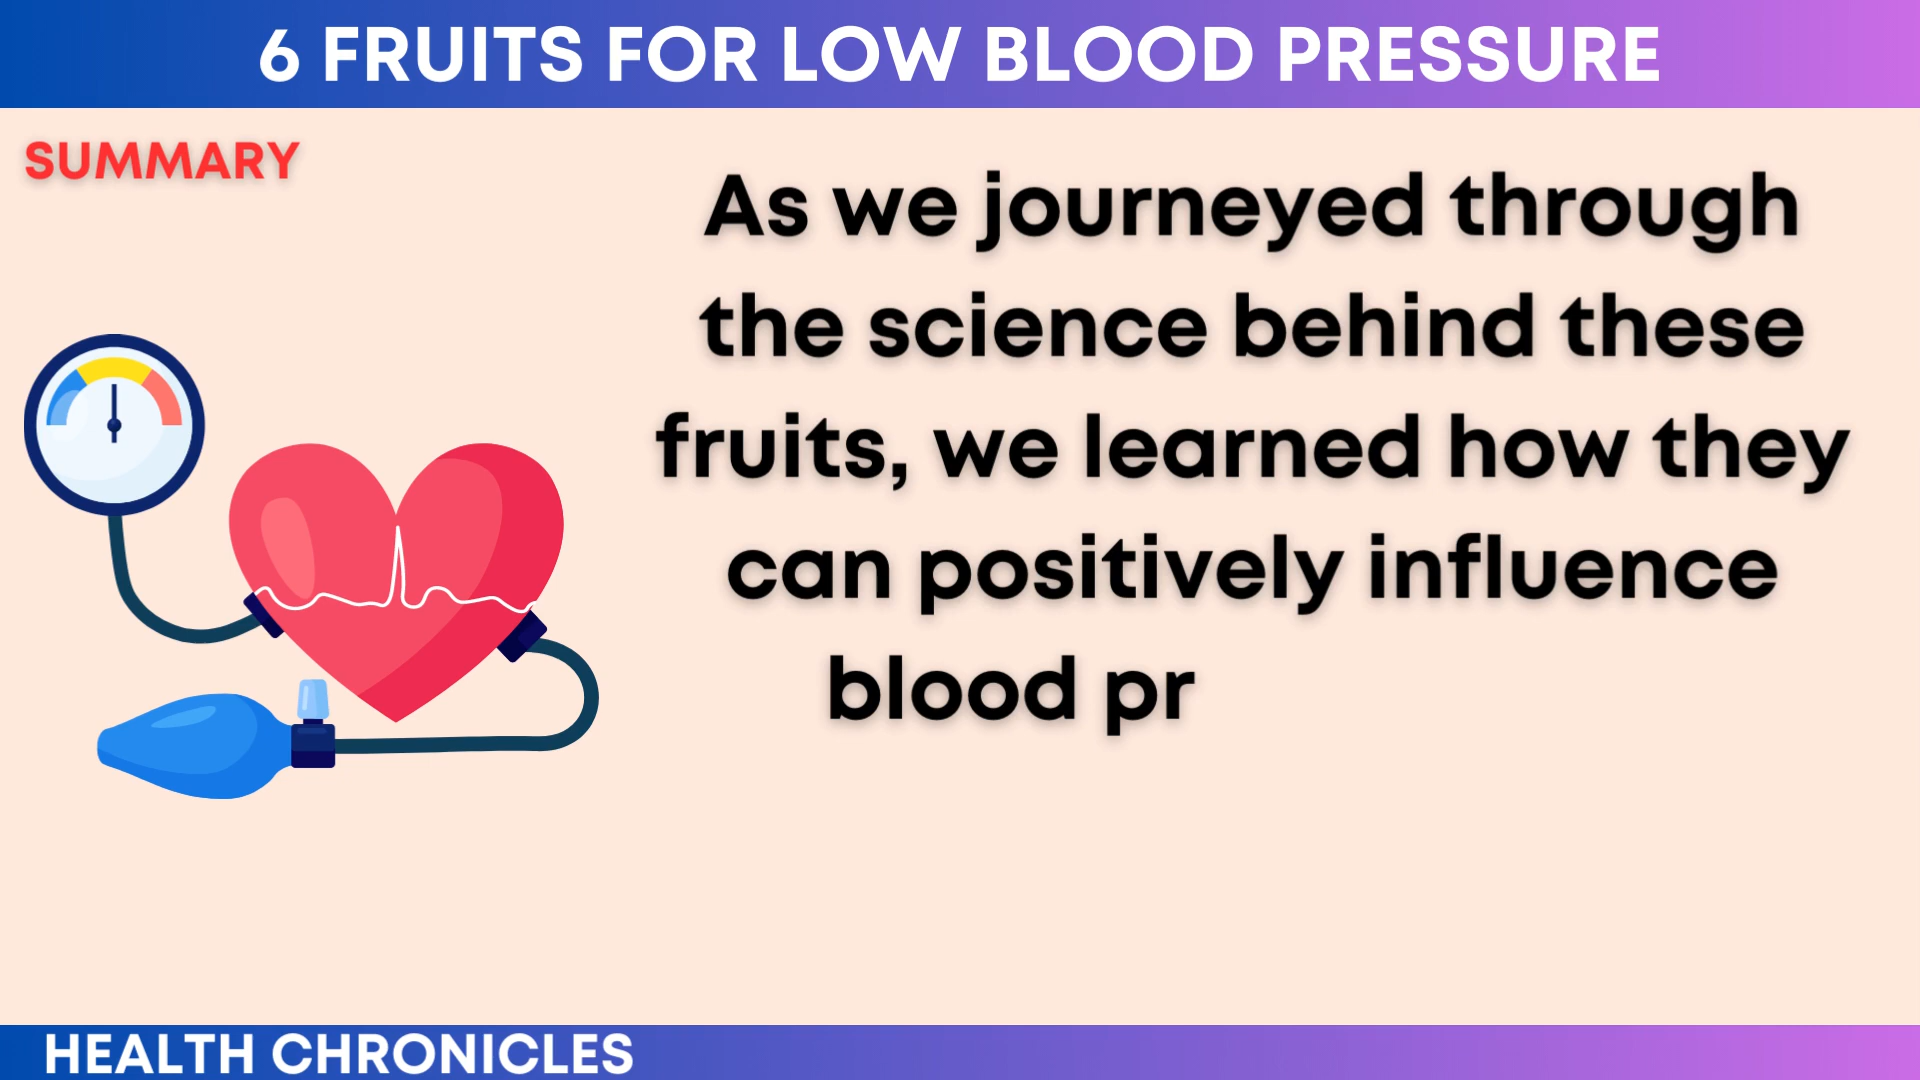 6 FRUITS FOR LOW BLOOD PRESSURE
SUMMARY
As we journeyed through
the science behind these
fruits, we learned how they
can positively influence
blood pr
HEALTH CHRONICLES